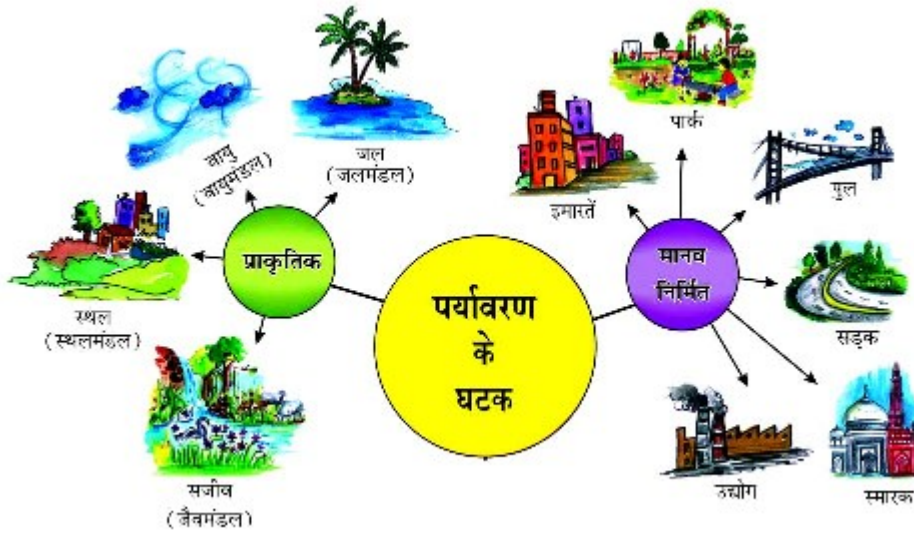 पर्यावरण
के
घटक
प्राकृतिक
वायु
(वायुमंडल)
जल
(जलमंडल)
स्थल
(स्थलमंडल)
सजीव
(जैवमंडल)
मानव
निर्मित
इमारतें
पार्क
पुल
सड़क
स्मारक
उद्योग